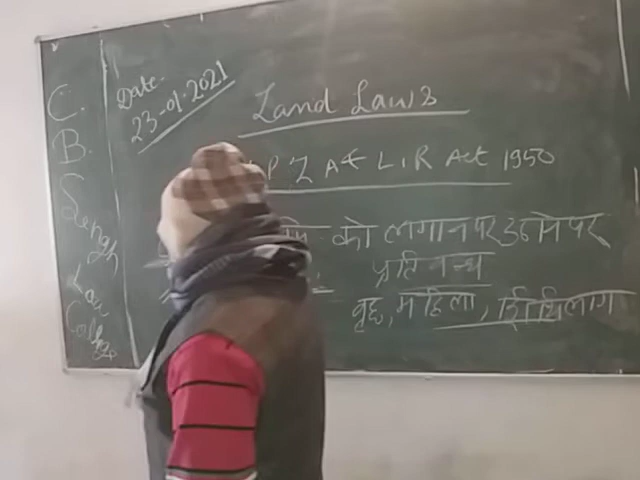 C.
B.
Singh
Law
College
Date.
23-01-2021
Land Laws
P. Z A & L.R Act 1950
को लगान पर उठाने पर
प्रतिबन्ध
वृद्ध, महिला,